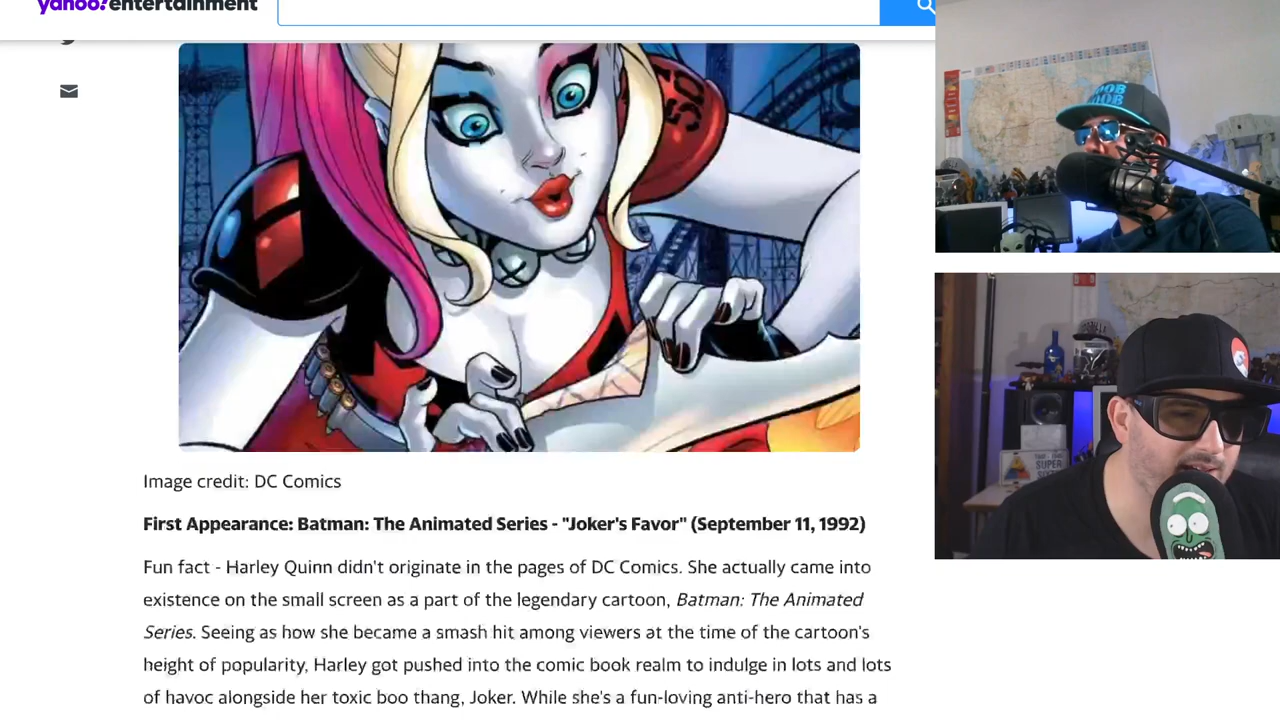 yahoo!entertainment
Image credit: DC Comics
First Appearance: Batman: The Animated Series - "Joker's Favor" (September 11, 1992)
Fun fact - Harley Quinn didn't originate in the pages of DC Comics. She actually came into
existence on the small screen as a part of the legendary cartoon, Batman: The Animated
Series. Seeing as how she became a smash hit among viewers at the time of the cartoon's
height of popularity, Harley got pushed into the comic book realm to indulge in lots and lots
of havoc alongside her toxic boo thang, Joker. While she's a fun-loving anti-hero that has a
SUPER